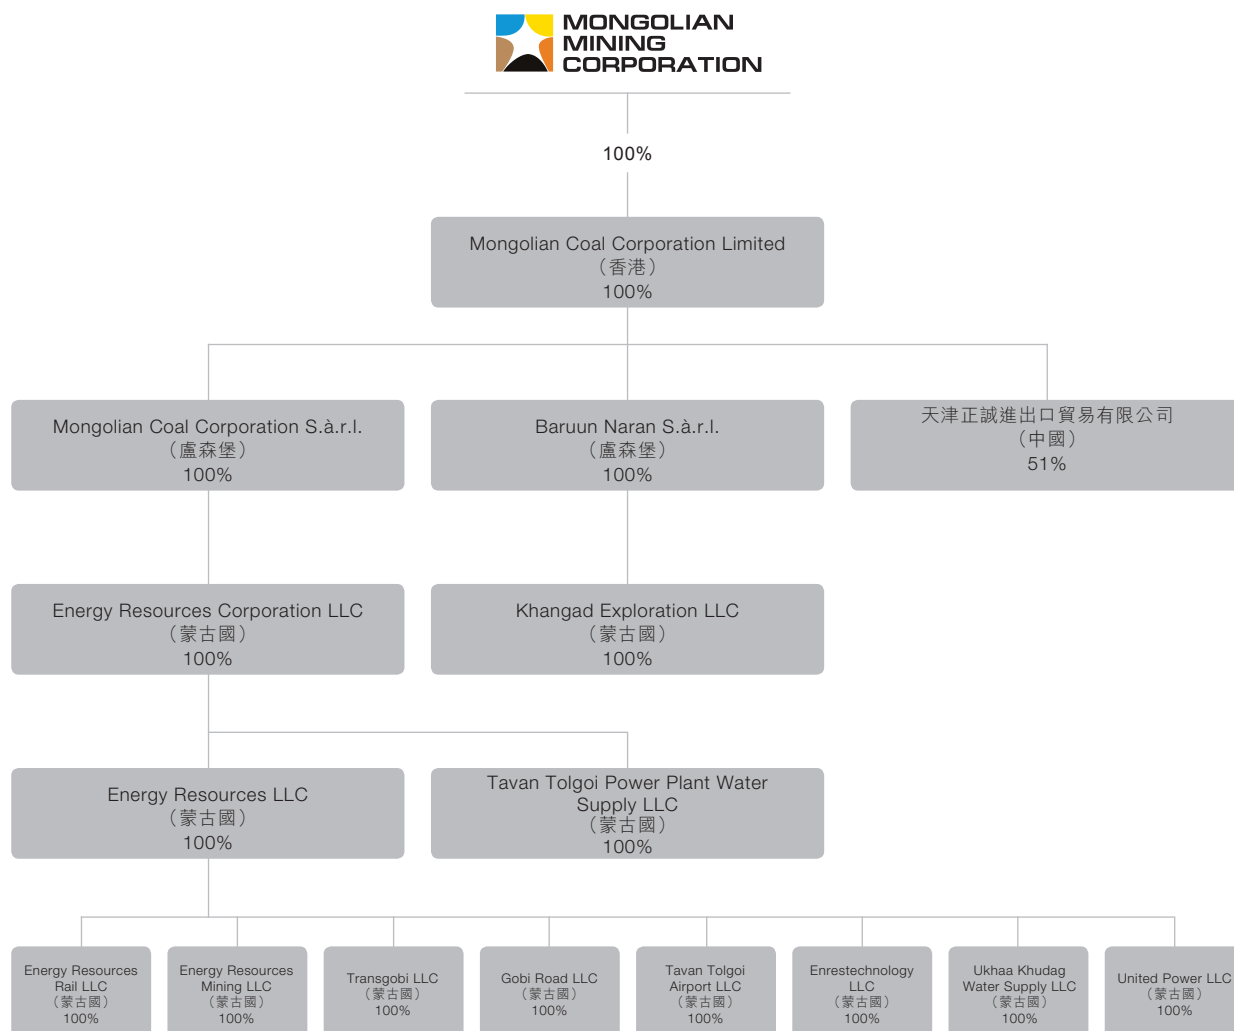 MONGOLIAN
MINING
CORPORATION
100%
Mongolian Coal Corporation Limited
（香港）
100%
Mongolian Coal Corporation S.à.r.l.
（盧森堡）
100%
Baruun Naran S.à.r.l.
（盧森堡）
100%
天津正誠進出口貿易有限公司
（中國）
51%
Energy Resources Corporation LLC
（蒙古國）
100%
Khangad Exploration LLC
（蒙古國）
100%
Energy Resources LLC
（蒙古國）
100%
Tavan Tolgoi Power Plant Water
Supply LLC
（蒙古國）
100%
Energy Resources
Rail LLC
（蒙古國）
100%
Energy Resources
Mining LLC
（蒙古國）
100%
Transgobi LLC
（蒙古國）
100%
Gobi Road LLC
（蒙古國）
100%
Tavan Tolgoi
Airport LLC
（蒙古國）
100%
Enrestechnology
LLC
（蒙古國）
100%
Ukhaa Khudag
Water Supply LLC
（蒙古國）
100%
United Power LLC
（蒙古國）
100%